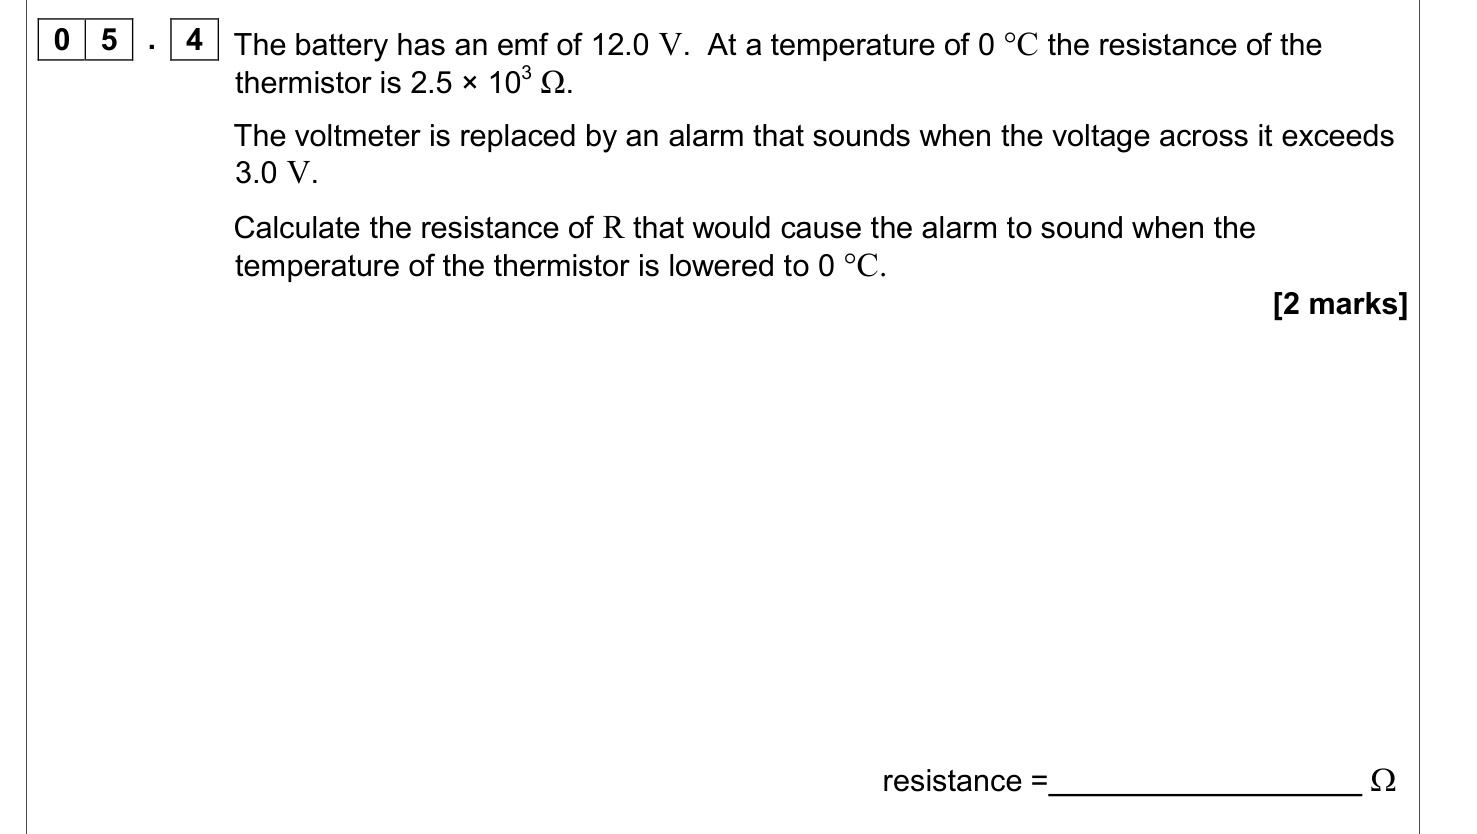 0 5 . 4 The battery has an emf of 12.0 V. At a temperature of 0 °C the resistance of the
thermistor is 2.5 × 10³ Ω.
The voltmeter is replaced by an alarm that sounds when the voltage across it exceeds
3.0 V.
Calculate the resistance of R that would cause the alarm to sound when the
temperature of the thermistor is lowered to 0 °C.
[2 marks]
resistance =____________________ Ω